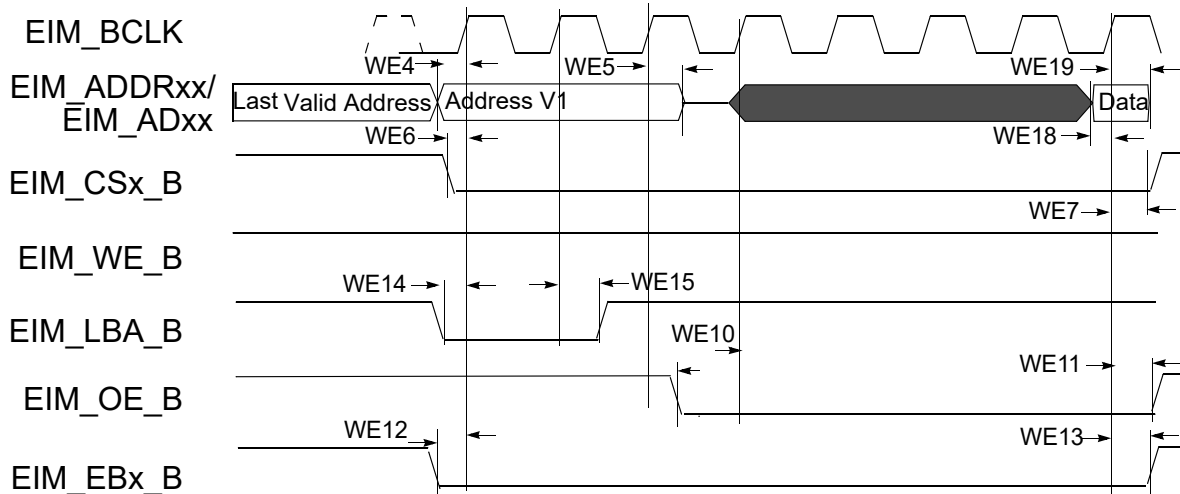 EIM_BCLK
WE4
WE5
WE19
EIM_ADDRxx/
EIM_ADxx
Last Valid Address
Address V1
Data
WE6
WE18
EIM_CSx_B
WE7
EIM_WE_B
WE14
WE15
EIM_LBA_B
WE10
WE11
EIM_OE_B
WE12
WE13
EIM_EBx_B